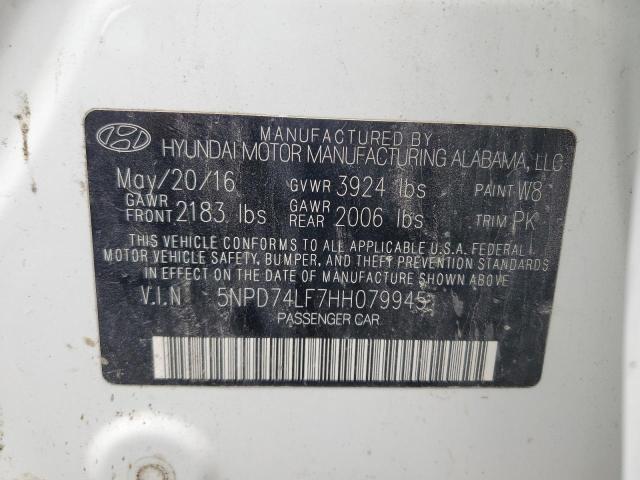 MANUFACTURED BY:
HYUNDAI MOTOR MANUFACTURING ALABAMA, LLC
May/20/16 GVWR 3924 lbs PAINT W8
GAWR FRONT 2183 lbs GAWR REAR 2006 lbs TRIM PK
THIS VEHICLE CONFORMS TO ALL APPLICABLE U.S.A. FEDERAL
MOTOR VEHICLE SAFETY, BUMPER, AND THEFT PREVENTION STANDARDS
IN EFFECT ON THE DATE OF MANUFACTURE SHOWN ABOVE
V.I.N 5NPD74LF7HH079945
PASSENGER CAR